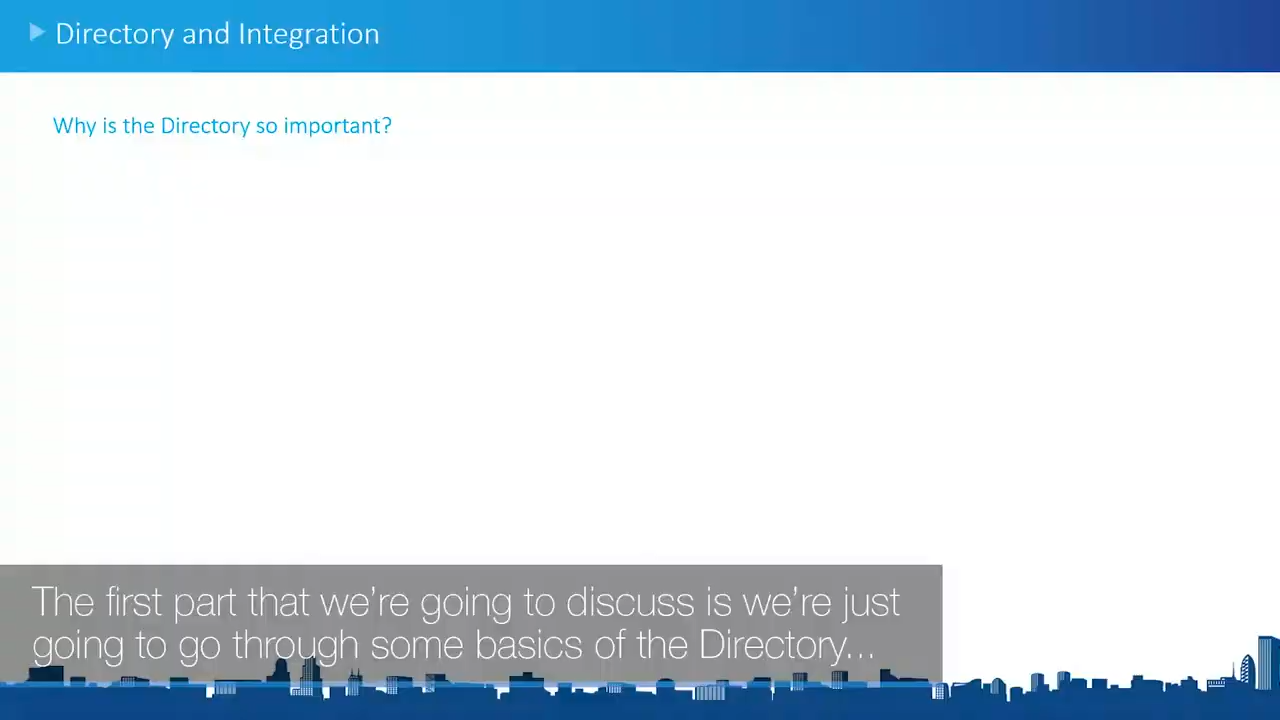 Directory and Integration
Why is the Directory so important?
The first part that we're going to discuss is we're just
going to go through some basics of the Directory...